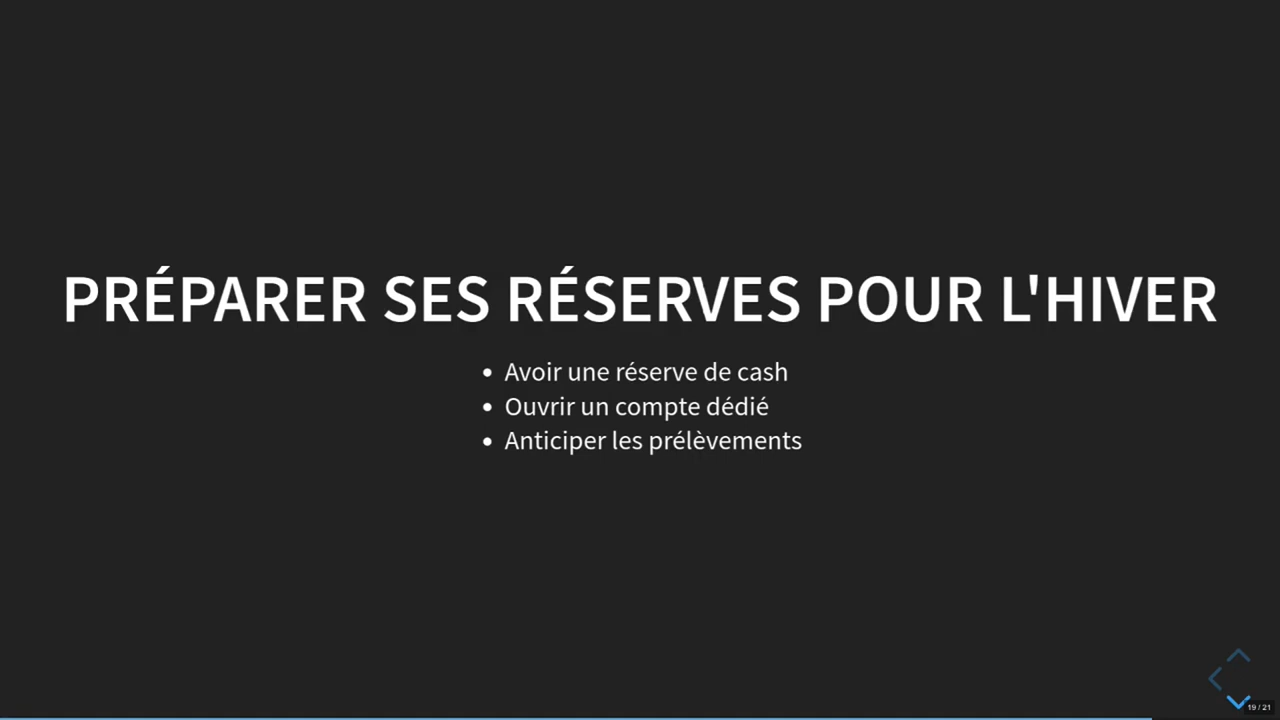 PRÉPARER SES RÉSERVES POUR L'HIVER
• Avoir une réserve de cash
• Ouvrir un compte dédié
• Anticiper les prélèvements
19 / 21